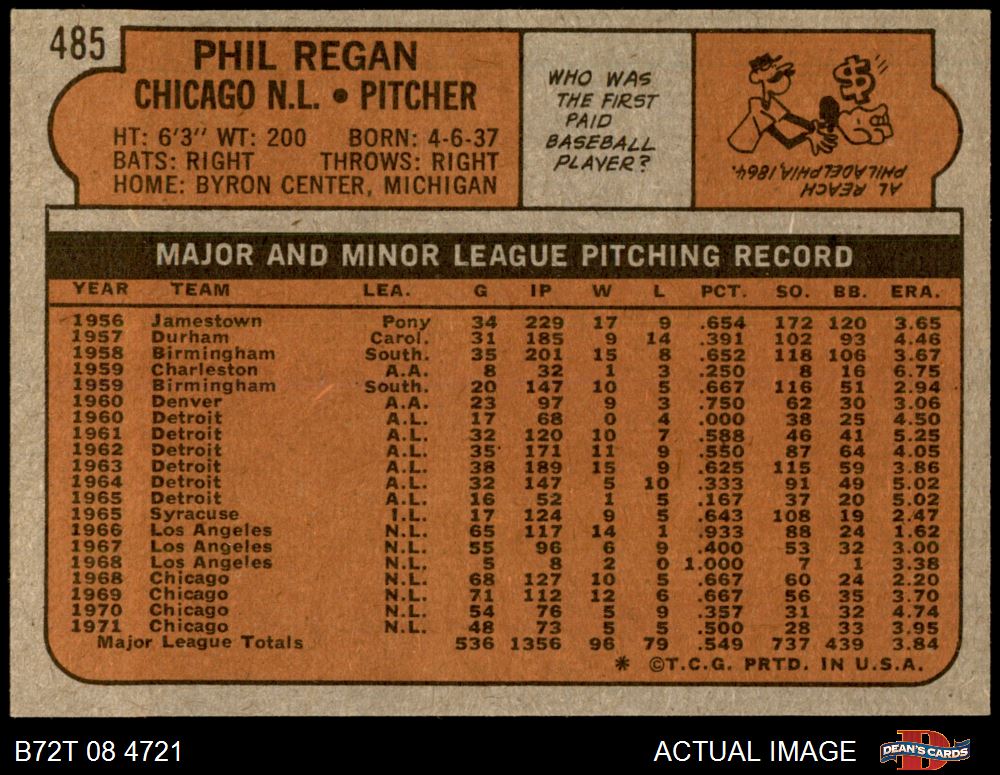 485
PHIL REGAN
CHICAGO N.L. • PITCHER
HT: 6'3" WT: 200 BORN: 4-6-37
BATS: RIGHT THROWS: RIGHT
HOME: BYRON CENTER, MICHIGAN
WHO WAS
THE FIRST
PAID
BASEBALL
PLAYER?
$
AL REACH
PHILADELPHIA, 1864.
MAJOR AND MINOR LEAGUE PITCHING RECORD
YEAR TEAM LEA. G IP W L PCT. SO. BB. ERA.
1956 Jamestown Pony 34 229 17 9 .654 172 120 3.65
1957 Durham Carol. 31 185 9 14 .391 102 93 4.46
1958 Birmingham South. 35 201 15 8 .652 118 106 3.67
1959 Charleston A.A. 8 32 1 3 .250 8 16 6.75
1959 Birmingham South. 20 147 10 5 .667 116 51 2.94
1960 Denver A.A. 23 97 9 3 .750 62 30 3.06
1960 Detroit A.L. 17 68 0 4 .000 38 25 4.50
1961 Detroit A.L. 32 120 10 7 .588 46 41 5.25
1962 Detroit A.L. 35 171 11 9 .550 87 64 4.05
1963 Detroit A.L. 38 189 15 9 .625 115 59 3.86
1964 Detroit A.L. 32 147 5 10 .333 91 49 5.02
1965 Detroit A.L. 16 52 1 5 .167 37 20 5.02
1965 Syracuse I.L. 17 124 9 5 .643 108 19 2.47
1966 Los Angeles N.L. 65 117 14 1 .933 88 24 1.62
1967 Los Angeles N.L. 55 96 6 9 .400 53 32 3.00
1968 Los Angeles N.L. 5 8 2 0 1.000 7 1 3.38
1968 Chicago N.L. 68 127 10 5 .667 60 24 2.20
1969 Chicago N.L. 71 112 12 6 .667 56 35 3.70
1970 Chicago N.L. 54 76 5 9 .357 31 32 4.74
1971 Chicago N.L. 48 73 5 5 .500 28 33 3.95
Major League Totals 536 1356 96 79 .549 737 439 3.84
* ©T.C.G. PRTD. IN U.S.A.
B72T 08 4721
ACTUAL IMAGE
D
DEAN'S CARDS